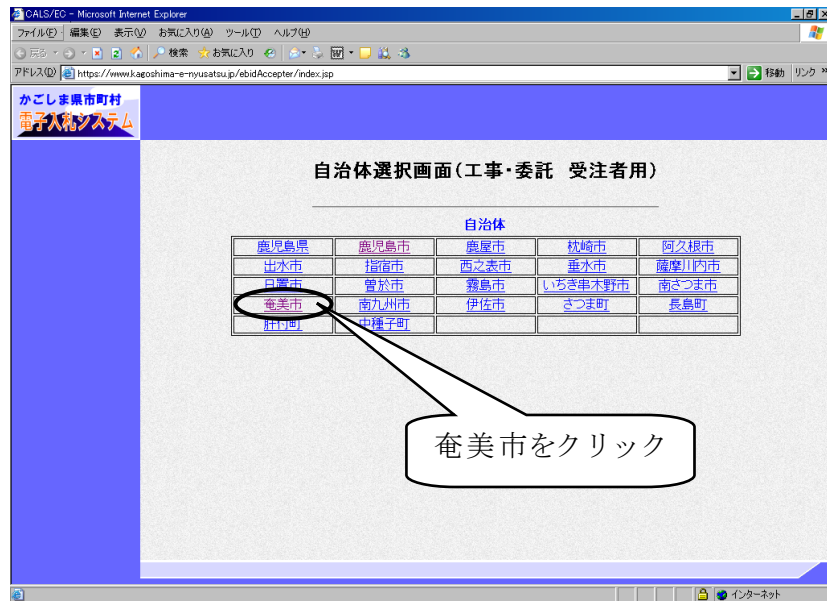 CALS/EC - Microsoft Internet Explorer
ファイル(F) 編集(E) 表示(V) お気に入り(A) ツール(T) ヘルプ(H)
戻る 検索 お気に入り
アドレス(D) https://www.kagoshima-e-nyusatsu.jp/ebidAccepter/index.jsp 移動 リンク »
かごしま県市町村
電子入札システム
自治体選択画面(工事・委託 受注者用)
自治体
鹿児島県 鹿児島市 鹿屋市 枕崎市 阿久根市
出水市 指宿市 西之表市 垂水市 薩摩川内市
日置市 曽於市 霧島市 いちき串木野市 南さつま市
奄美市 南九州市 伊佐市 さつま町 長島町
肝付町 中種子町
奄美市をクリック
インターネット